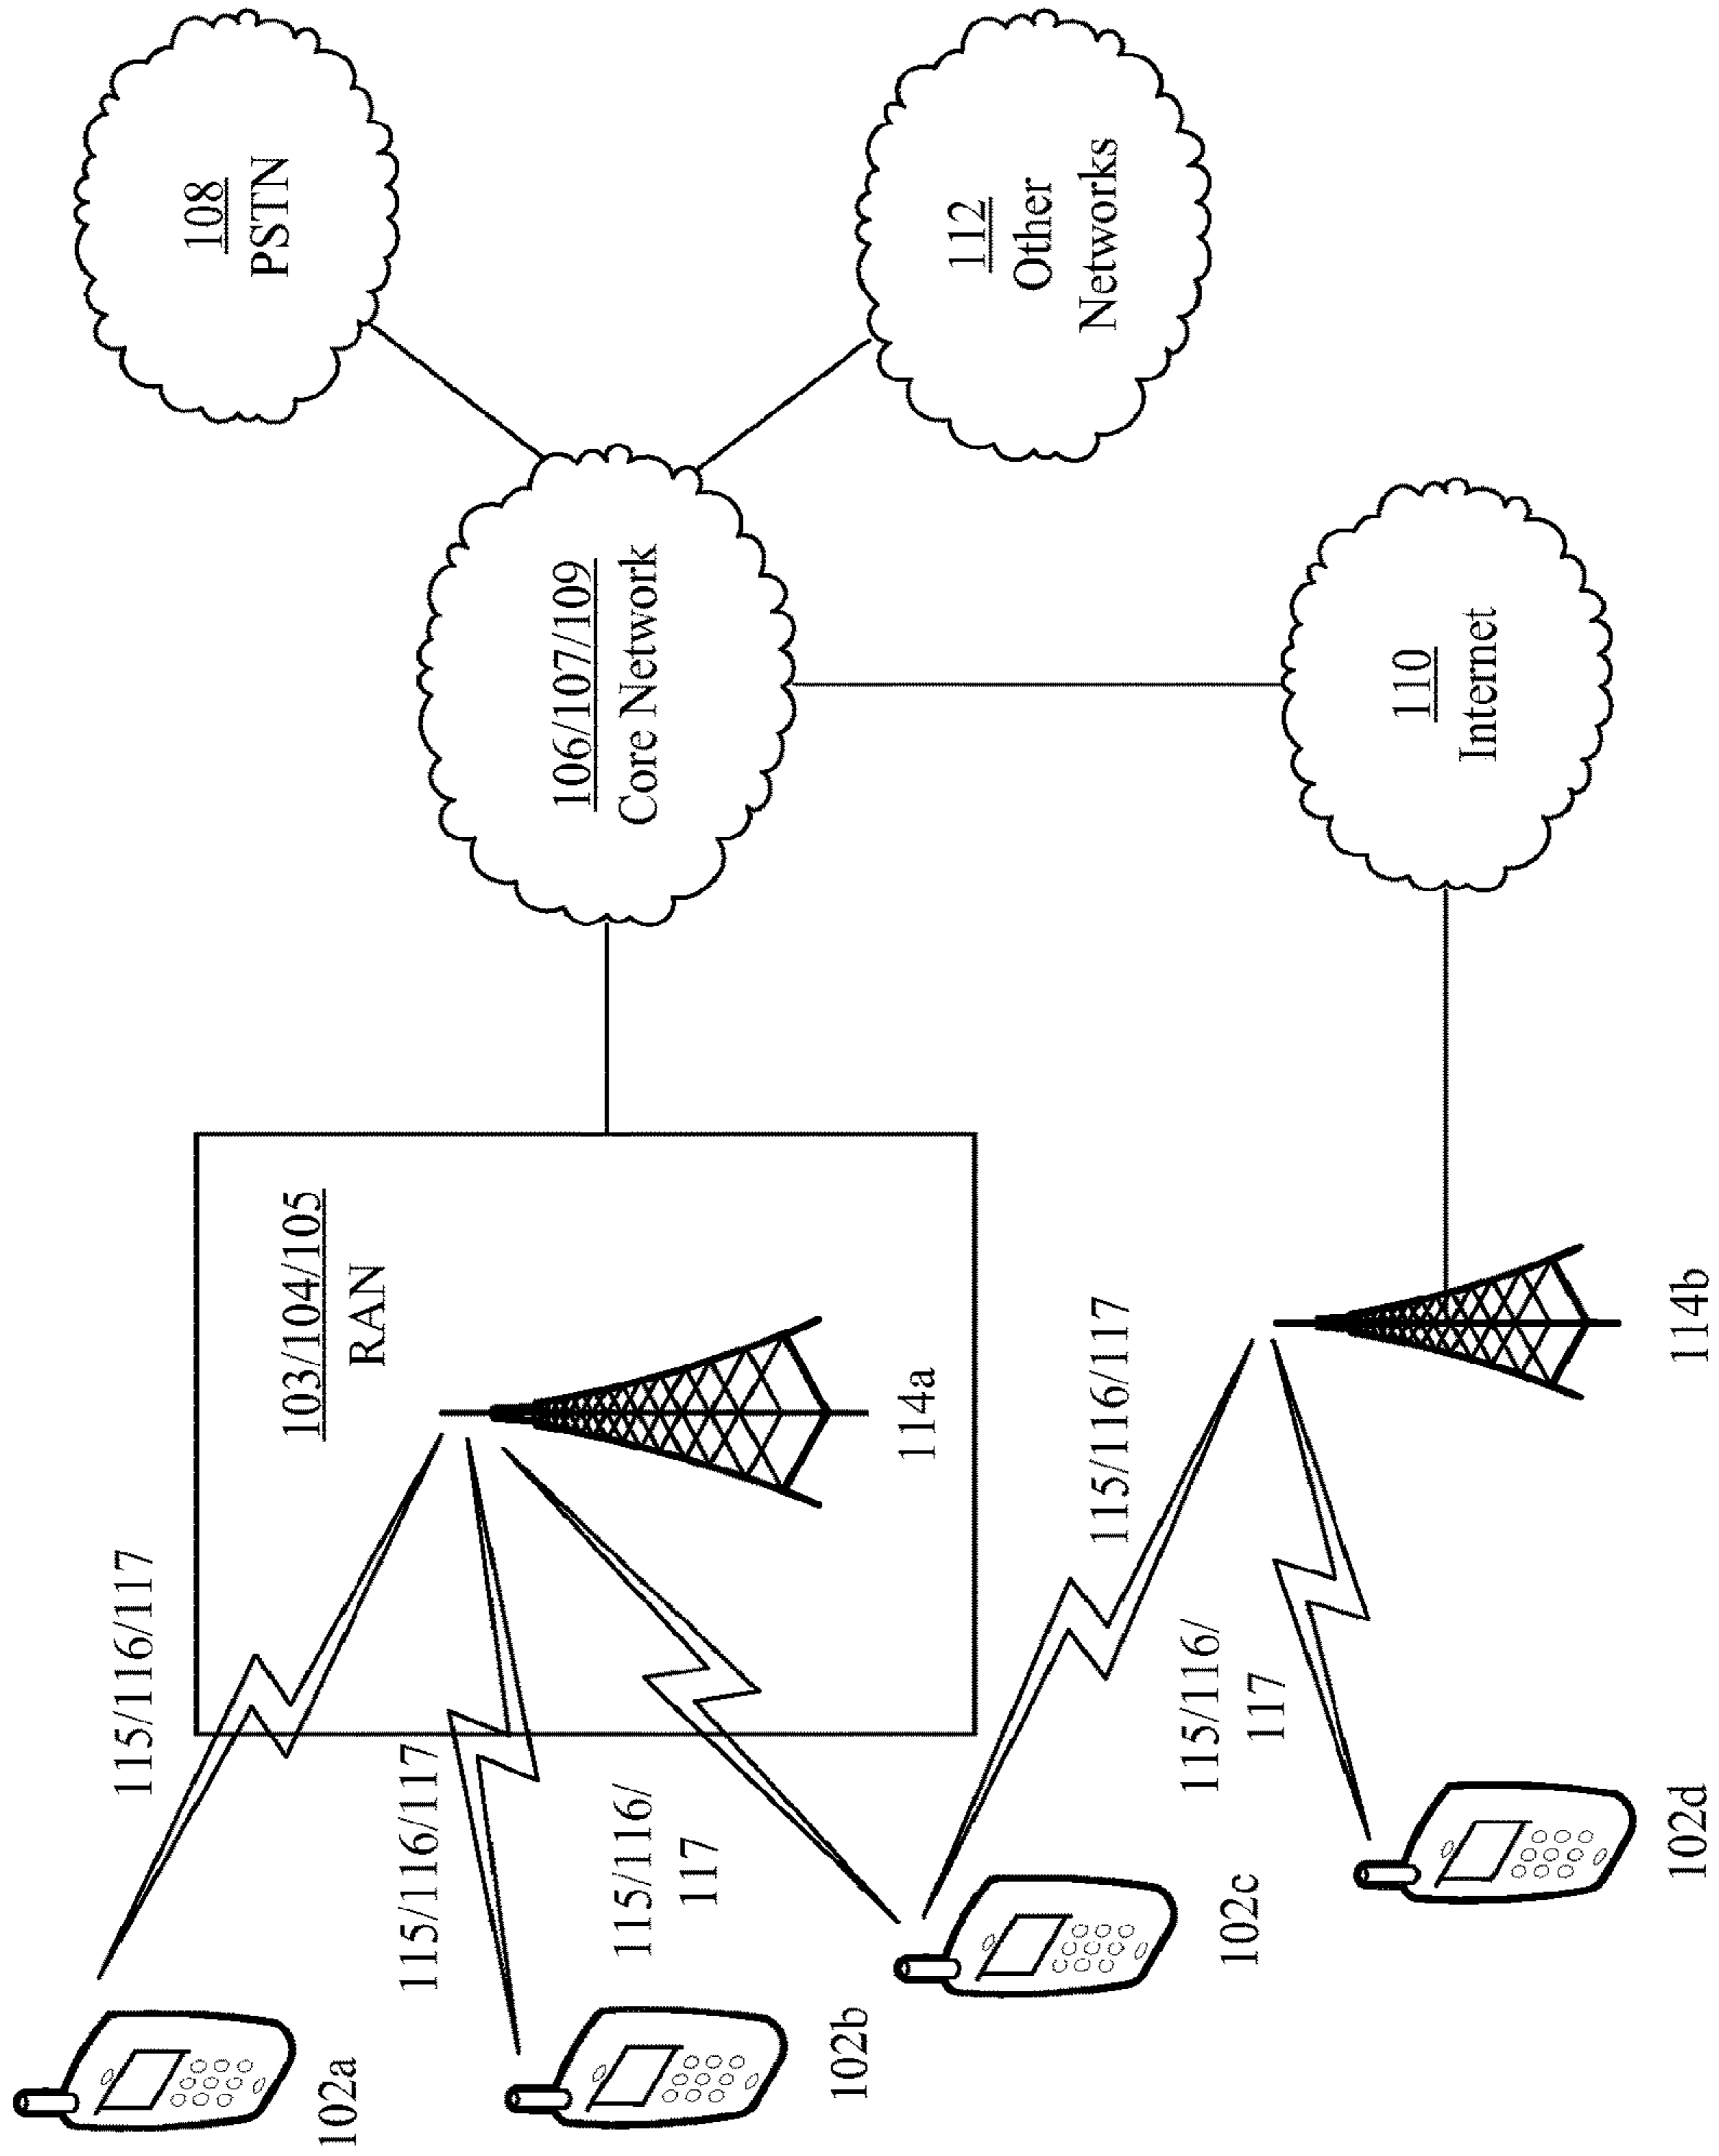 108
PSTN
106/107/109
Core Network
112
Other
Networks
110
Internet
103/104/105
RAN
114a
114b
115/116/117
115/116/117
115/116/
117
115/116/117
115/116/
117
102a
102b
102c
102d